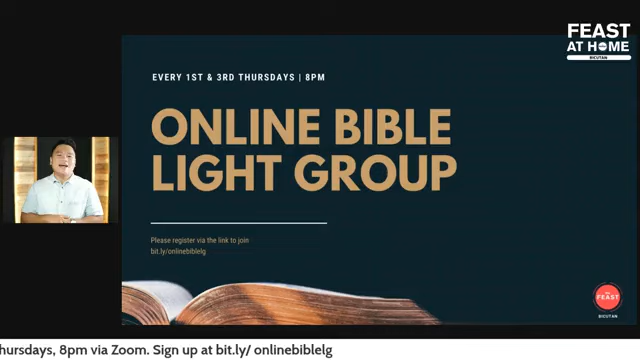 FEAST
AT HOME
BICUTAN
EVERY 1ST & 3RD THURSDAYS | 8PM
ONLINE BIBLE
LIGHT GROUP
Please register via the link to join
bit.ly/onlinebiblelg
FEAST
BICUTAN
hursdays, 8pm via Zoom. Sign up at bit.ly/ onlinebiblelg